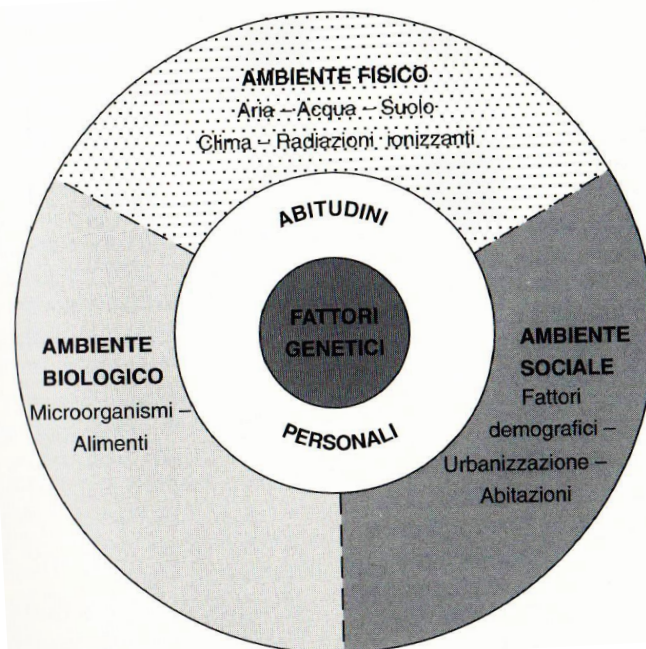 AMBIENTE FISICO
Aria – Acqua – Suolo
Clima – Radiazioni ionizzanti
ABITUDINI
FATTORI
GENETICI
PERSONALI
AMBIENTE
BIOLOGICO
Microorganismi –
Alimenti
AMBIENTE
SOCIALE
Fattori
demografici –
Urbanizzazione –
Abitazioni